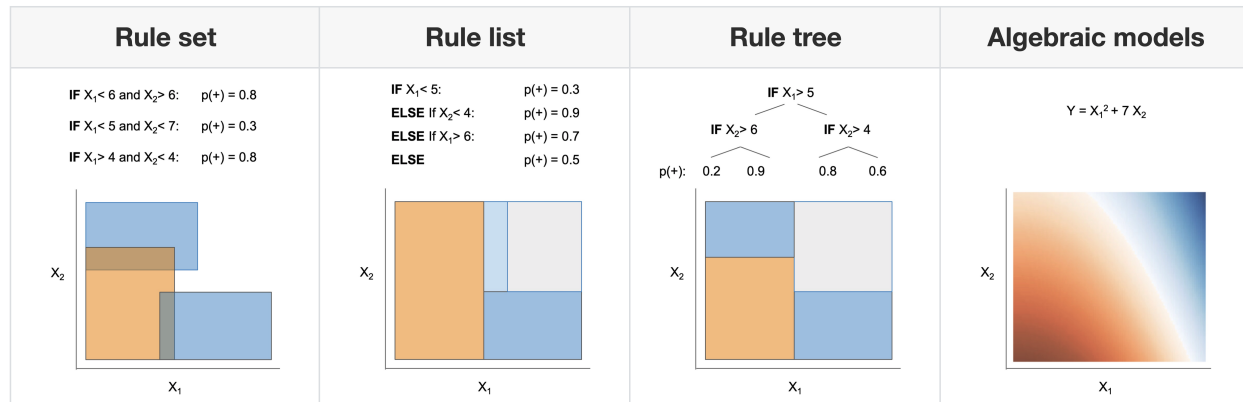 Rule set
IF X₁< 6 and X₂> 6: p(+) = 0.8
IF X₁< 5 and X₂< 7: p(+) = 0.3
IF X₁> 4 and X₂< 4: p(+) = 0.8
X₂
X₁
Rule list
IF X₁< 5: p(+) = 0.3
ELSE If X₂< 4: p(+) = 0.9
ELSE If X₁> 6: p(+) = 0.7
ELSE p(+) = 0.5
X₂
X₁
Rule tree
IF X₁> 5
IF X₂> 6 IF X₂> 4
p(+): 0.2 0.9 0.8 0.6
X₂
X₁
Algebraic models
Y = X₁² + 7 X₂
X₂
X₁